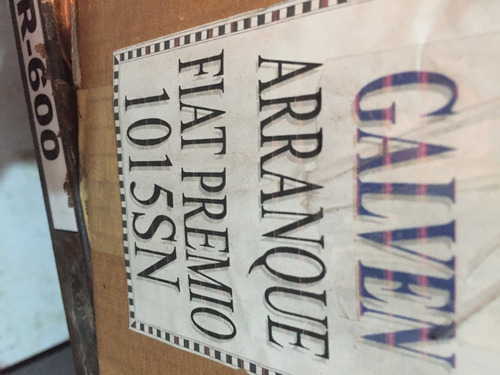 GALVEN
ARRANQUE
FIAT PREMIO
1015SN
R-600